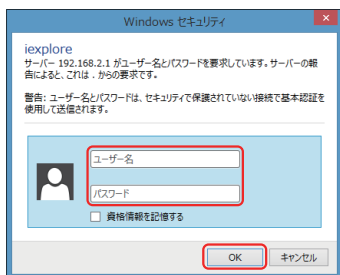 Windows セキュリティ
iexplore
サーバー 192.168.2.1 がユーザー名とパスワードを要求しています。サーバーの報
告によると、これは . からの要求です。
警告: ユーザー名とパスワードは、セキュリティで保護されていない接続で基本認証を
使用して送信されます。
ユーザー名
パスワード
資格情報を記憶する
OK キャンセル